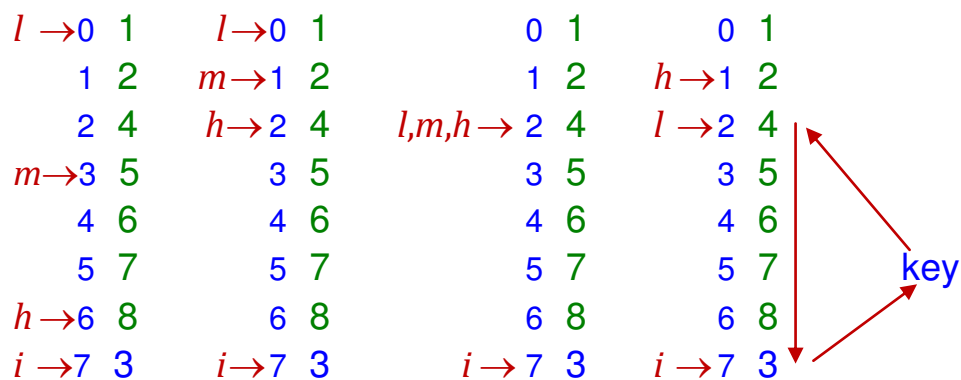 l →0 1 l →0 1 0 1 0 1
1 2 m→1 2 1 2 h→1 2
2 4 h→2 4 l,m,h→ 2 4 l →2 4
m→3 5 3 5 3 5 3 5
4 6 4 6 4 6 4 6
5 7 5 7 5 7 5 7 key
h→6 8 6 8 6 8 6 8
i→7 3 i→7 3 i→ 7 3 i→7 3